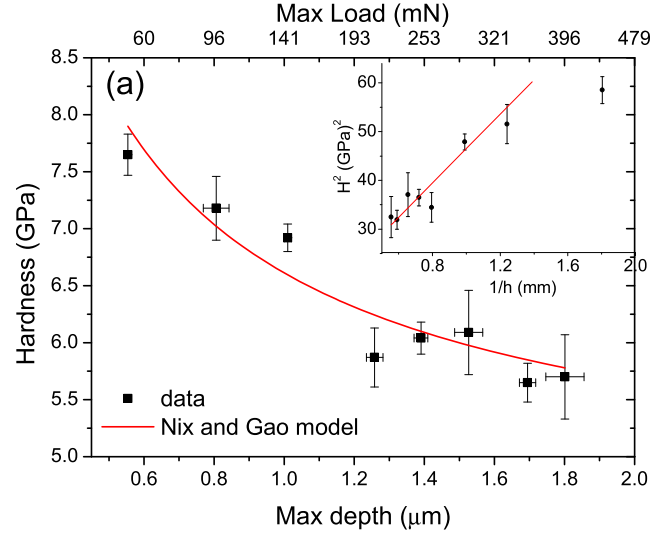 Max Load (mN)
60 96 141 193 253 321 396 479
(a)
8.5
8.0
7.5
7.0
6.5
6.0
5.5
5.0
Hardness (GPa)
60
50
40
30
H² (GPa)²
0.8 1.2 1.6 2.0
1/h (mm)
data
Nix and Gao model
0.6 0.8 1.0 1.2 1.4 1.6 1.8 2.0
Max depth (μm)